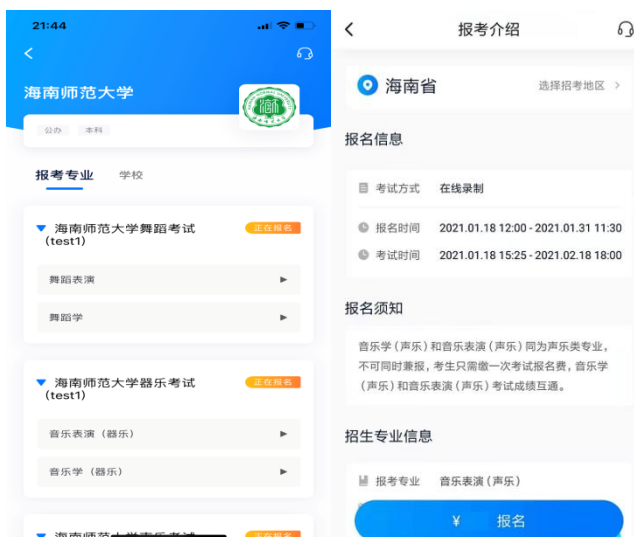 21:44
海南师范大学
公办 本科
报考专业 学校
海南师范大学舞蹈考试
(test1)
正在报名
舞蹈表演
舞蹈学
海南师范大学器乐考试
(test1)
正在报名
音乐表演（器乐）
音乐学（器乐）
正在报名
报考介绍
海南省
选择招考地区
报名信息
考试方式 在线录制
报名时间 2021.01.18 12:00 - 2021.01.31 11:30
考试时间 2021.01.18 15:25 - 2021.02.18 18:00
报名须知
音乐学（声乐）和音乐表演（声乐）同为声乐类专业，
不可同时兼报，考生只需缴一次考试报名费，音乐学
（声乐）和音乐表演（声乐）考试成绩互通。
招生专业信息
报考专业 音乐表演（声乐）
¥ 报名